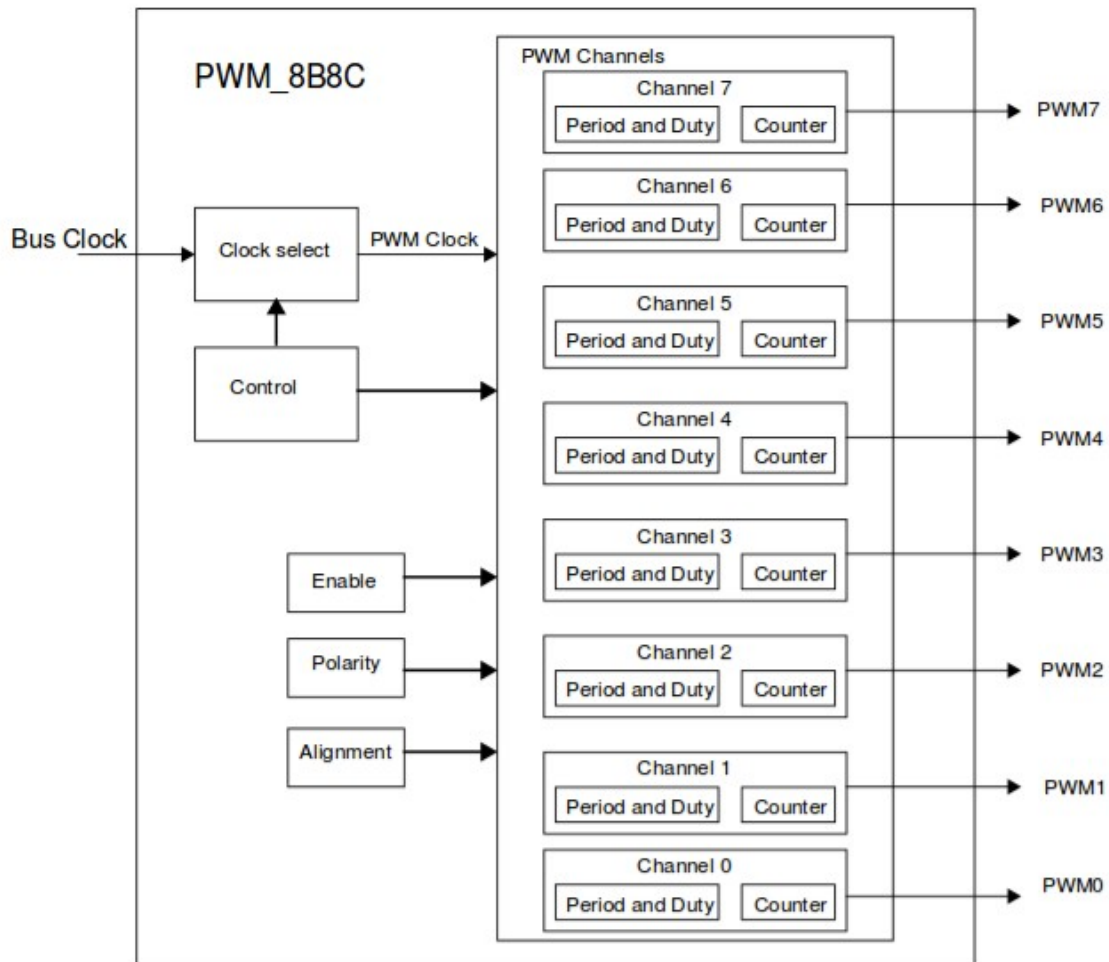 PWM_8B8C
PWM Channels
Channel 7
Period and Duty Counter
PWM7
Channel 6
Period and Duty Counter
PWM6
Bus Clock
Clock select
PWM Clock
Channel 5
Period and Duty Counter
PWM5
Control
Channel 4
Period and Duty Counter
PWM4
Channel 3
Period and Duty Counter
PWM3
Enable
Channel 2
Period and Duty Counter
PWM2
Polarity
Alignment
Channel 1
Period and Duty Counter
PWM1
Channel 0
Period and Duty Counter
PWM0